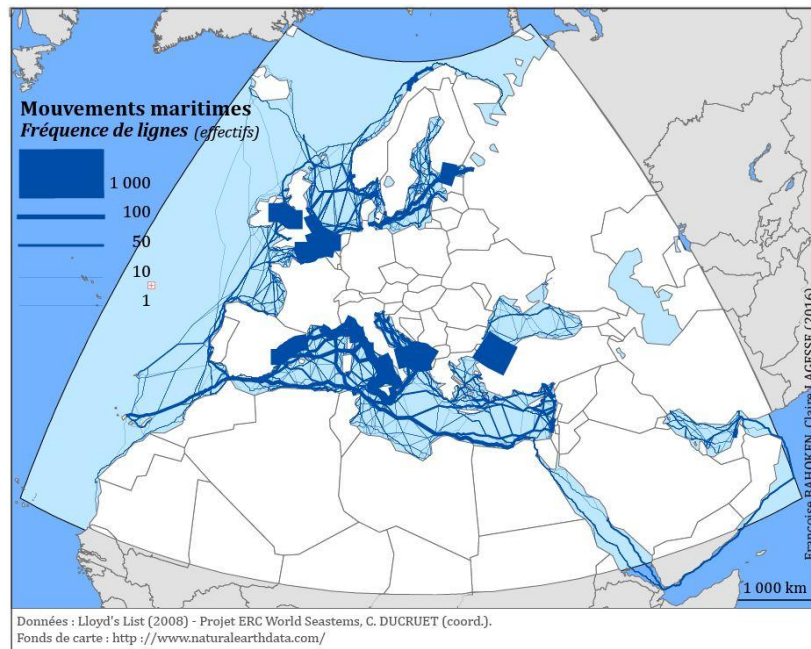 Mouvements maritimes
Fréquence de lignes (effectifs)
1 000
100
50
10
1
Françoise BAHOKEN, Claire LAGESSE (2016)
1 000 km
Données : Lloyd's List (2008) - Projet ERC World Seastems, C. DUCRUET (coord.).
Fonds de carte : http ://www.naturalearthdata.com/